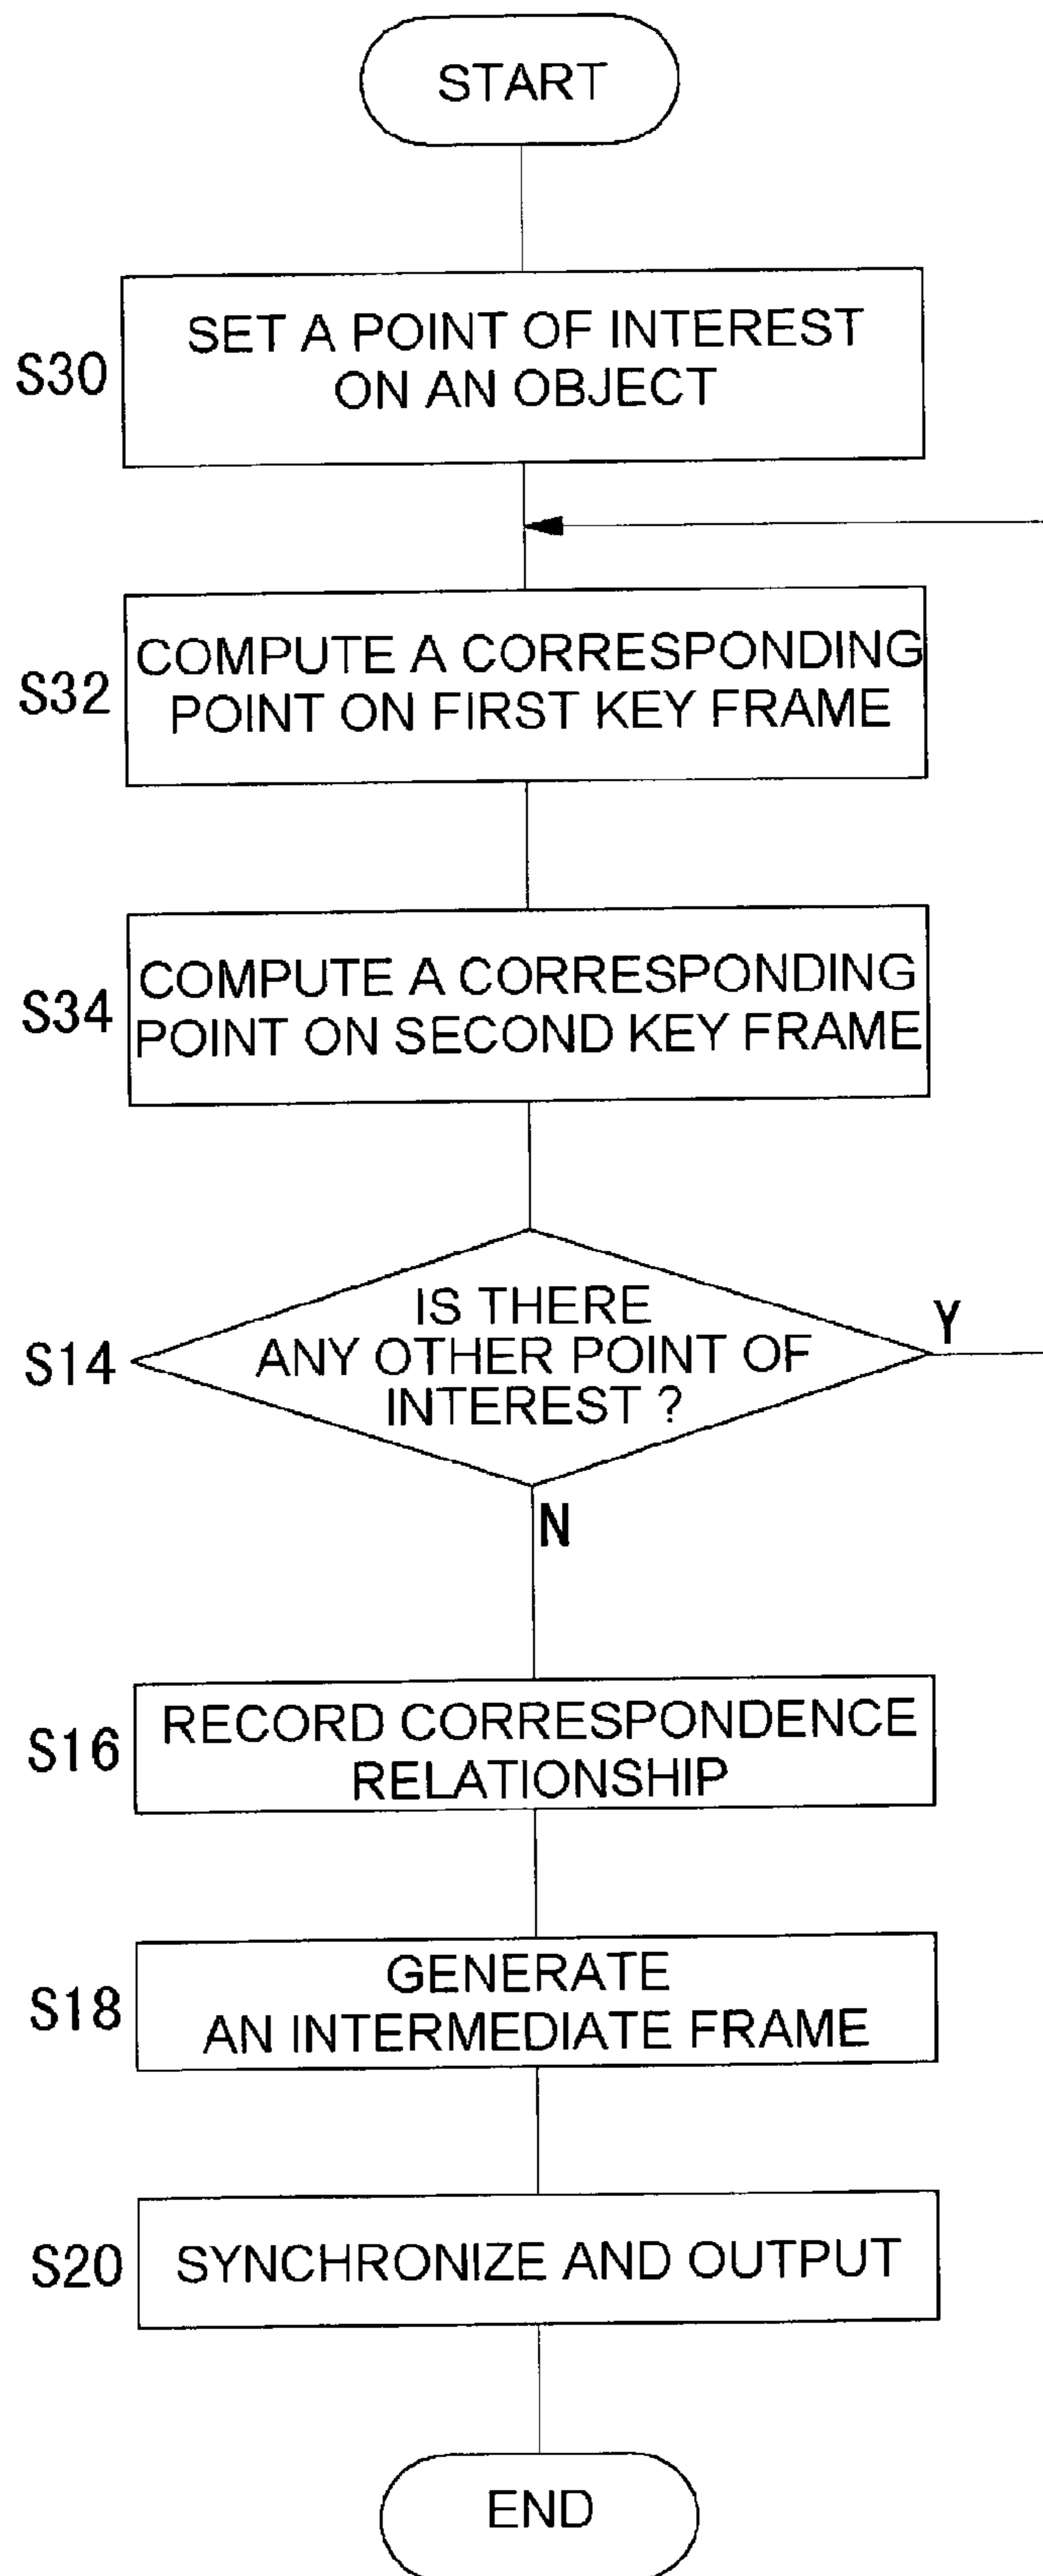 START
S30
SET A POINT OF INTEREST
ON AN OBJECT
S32
COMPUTE A CORRESPONDING
POINT ON FIRST KEY FRAME
S34
COMPUTE A CORRESPONDING
POINT ON SECOND KEY FRAME
S14
IS THERE
ANY OTHER POINT OF
INTEREST ?
Y
N
S16
RECORD CORRESPONDENCE
RELATIONSHIP
S18
GENERATE
AN INTERMEDIATE FRAME
S20
SYNCHRONIZE AND OUTPUT
END